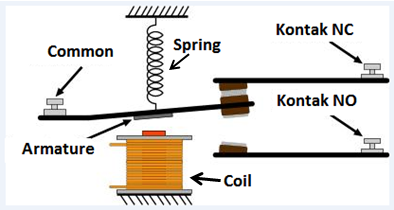 Kontak NC
Common
Spring
Kontak NO
Armature
Coil